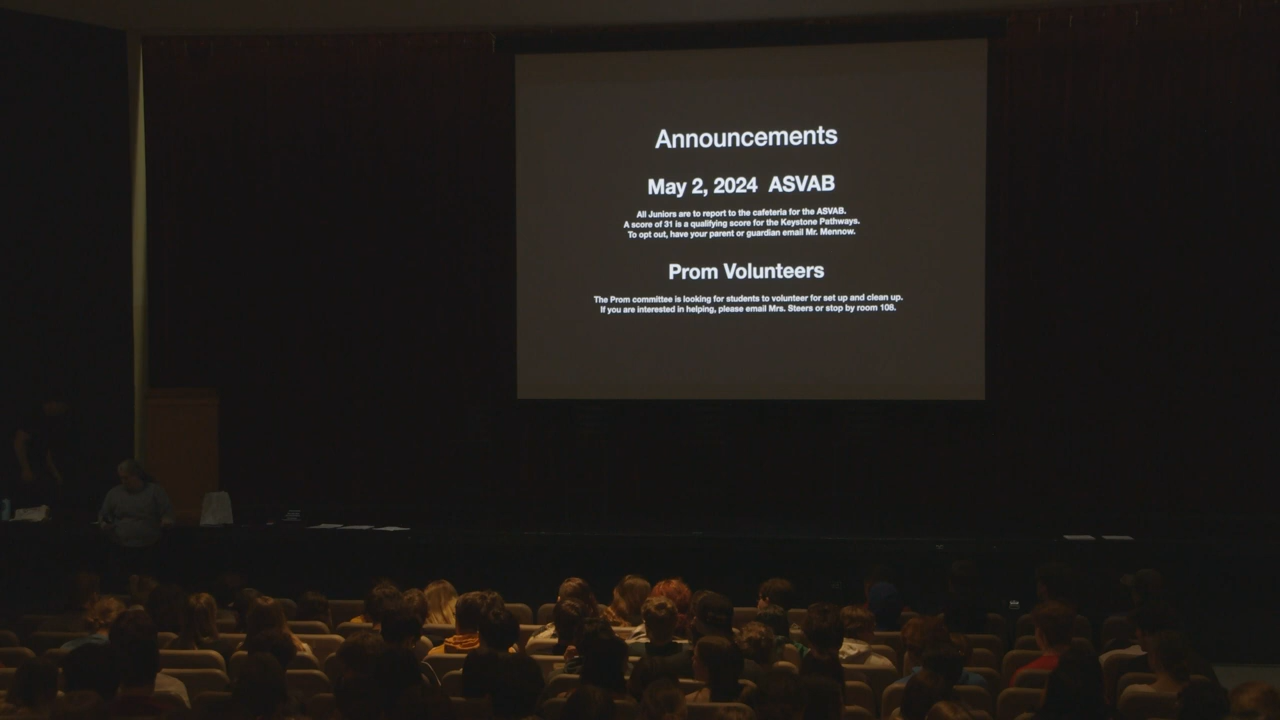 Announcements
May 2, 2024 ASVAB
All Juniors are to report to the cafeteria for the ASVAB.
A score of 31 is a qualifying score for the Keystone Pathways.
To opt out, have your parent or guardian email Mr. Mennow.
Prom Volunteers
The Prom committee is looking for students to volunteer for set up and clean up.
If you are interested in helping, please email Mrs. Steers or stop by room 108.